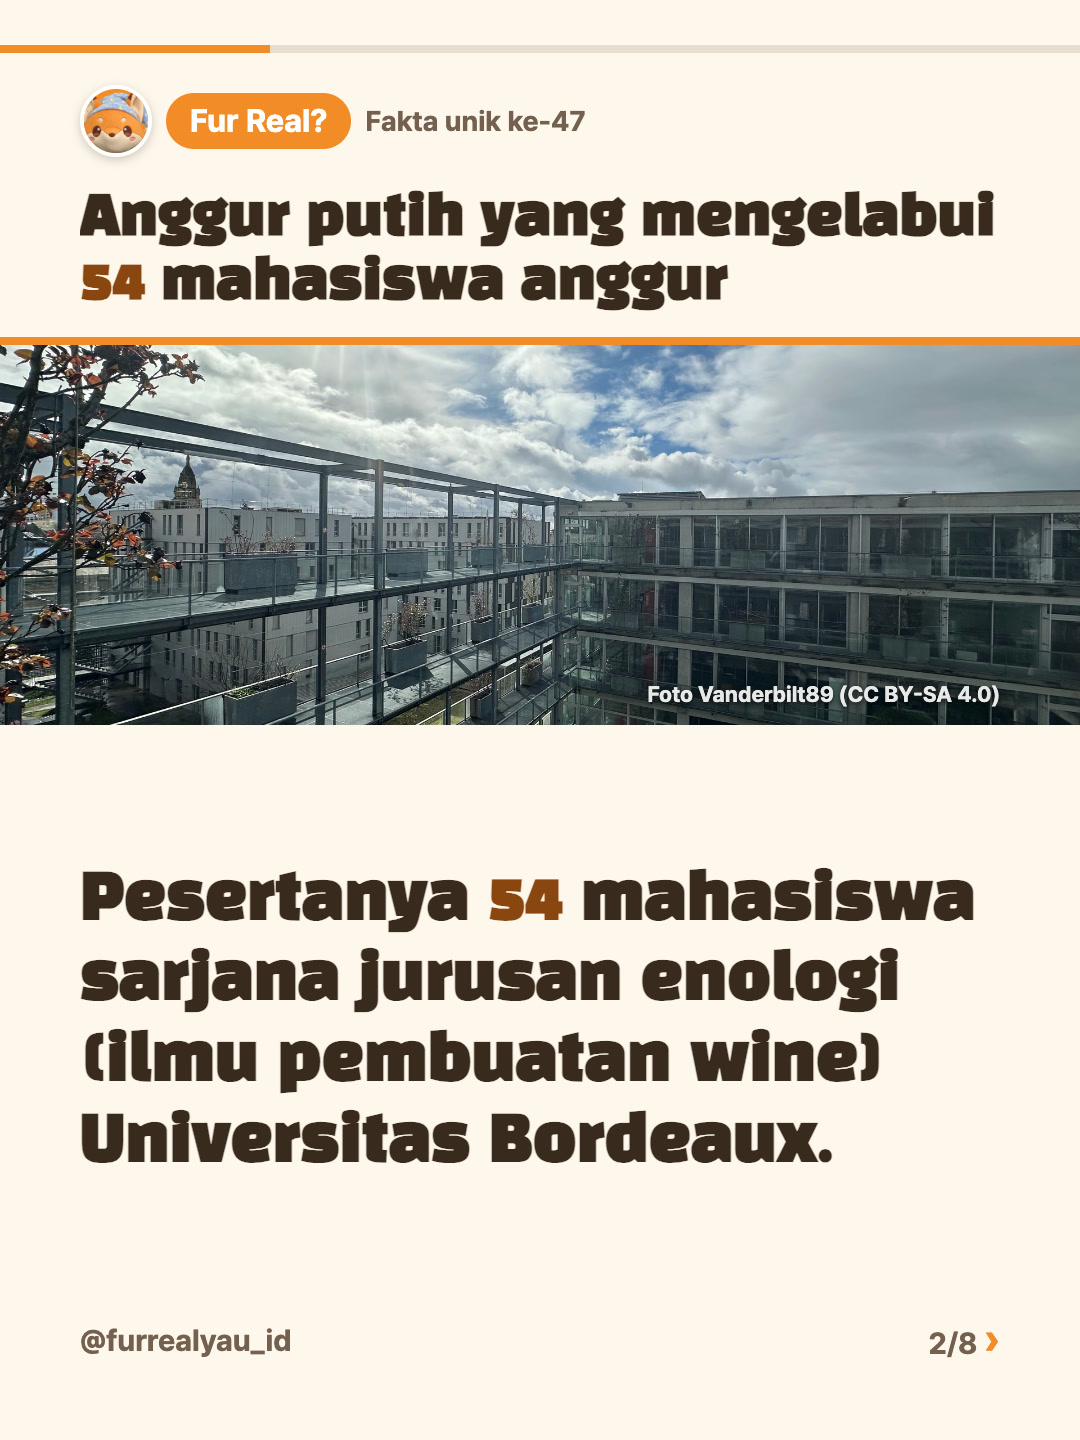 Fur Real? Fakta unik ke-47
Anggur putih yang mengelabui
54 mahasiswa anggur
Foto Vanderbilt89 (CC BY-SA 4.0)
Pesertanya 54 mahasiswa
sarjana jurusan enologi
(ilmu pembuatan wine)
Universitas Bordeaux.
@furrealyau_id
2/8 ›